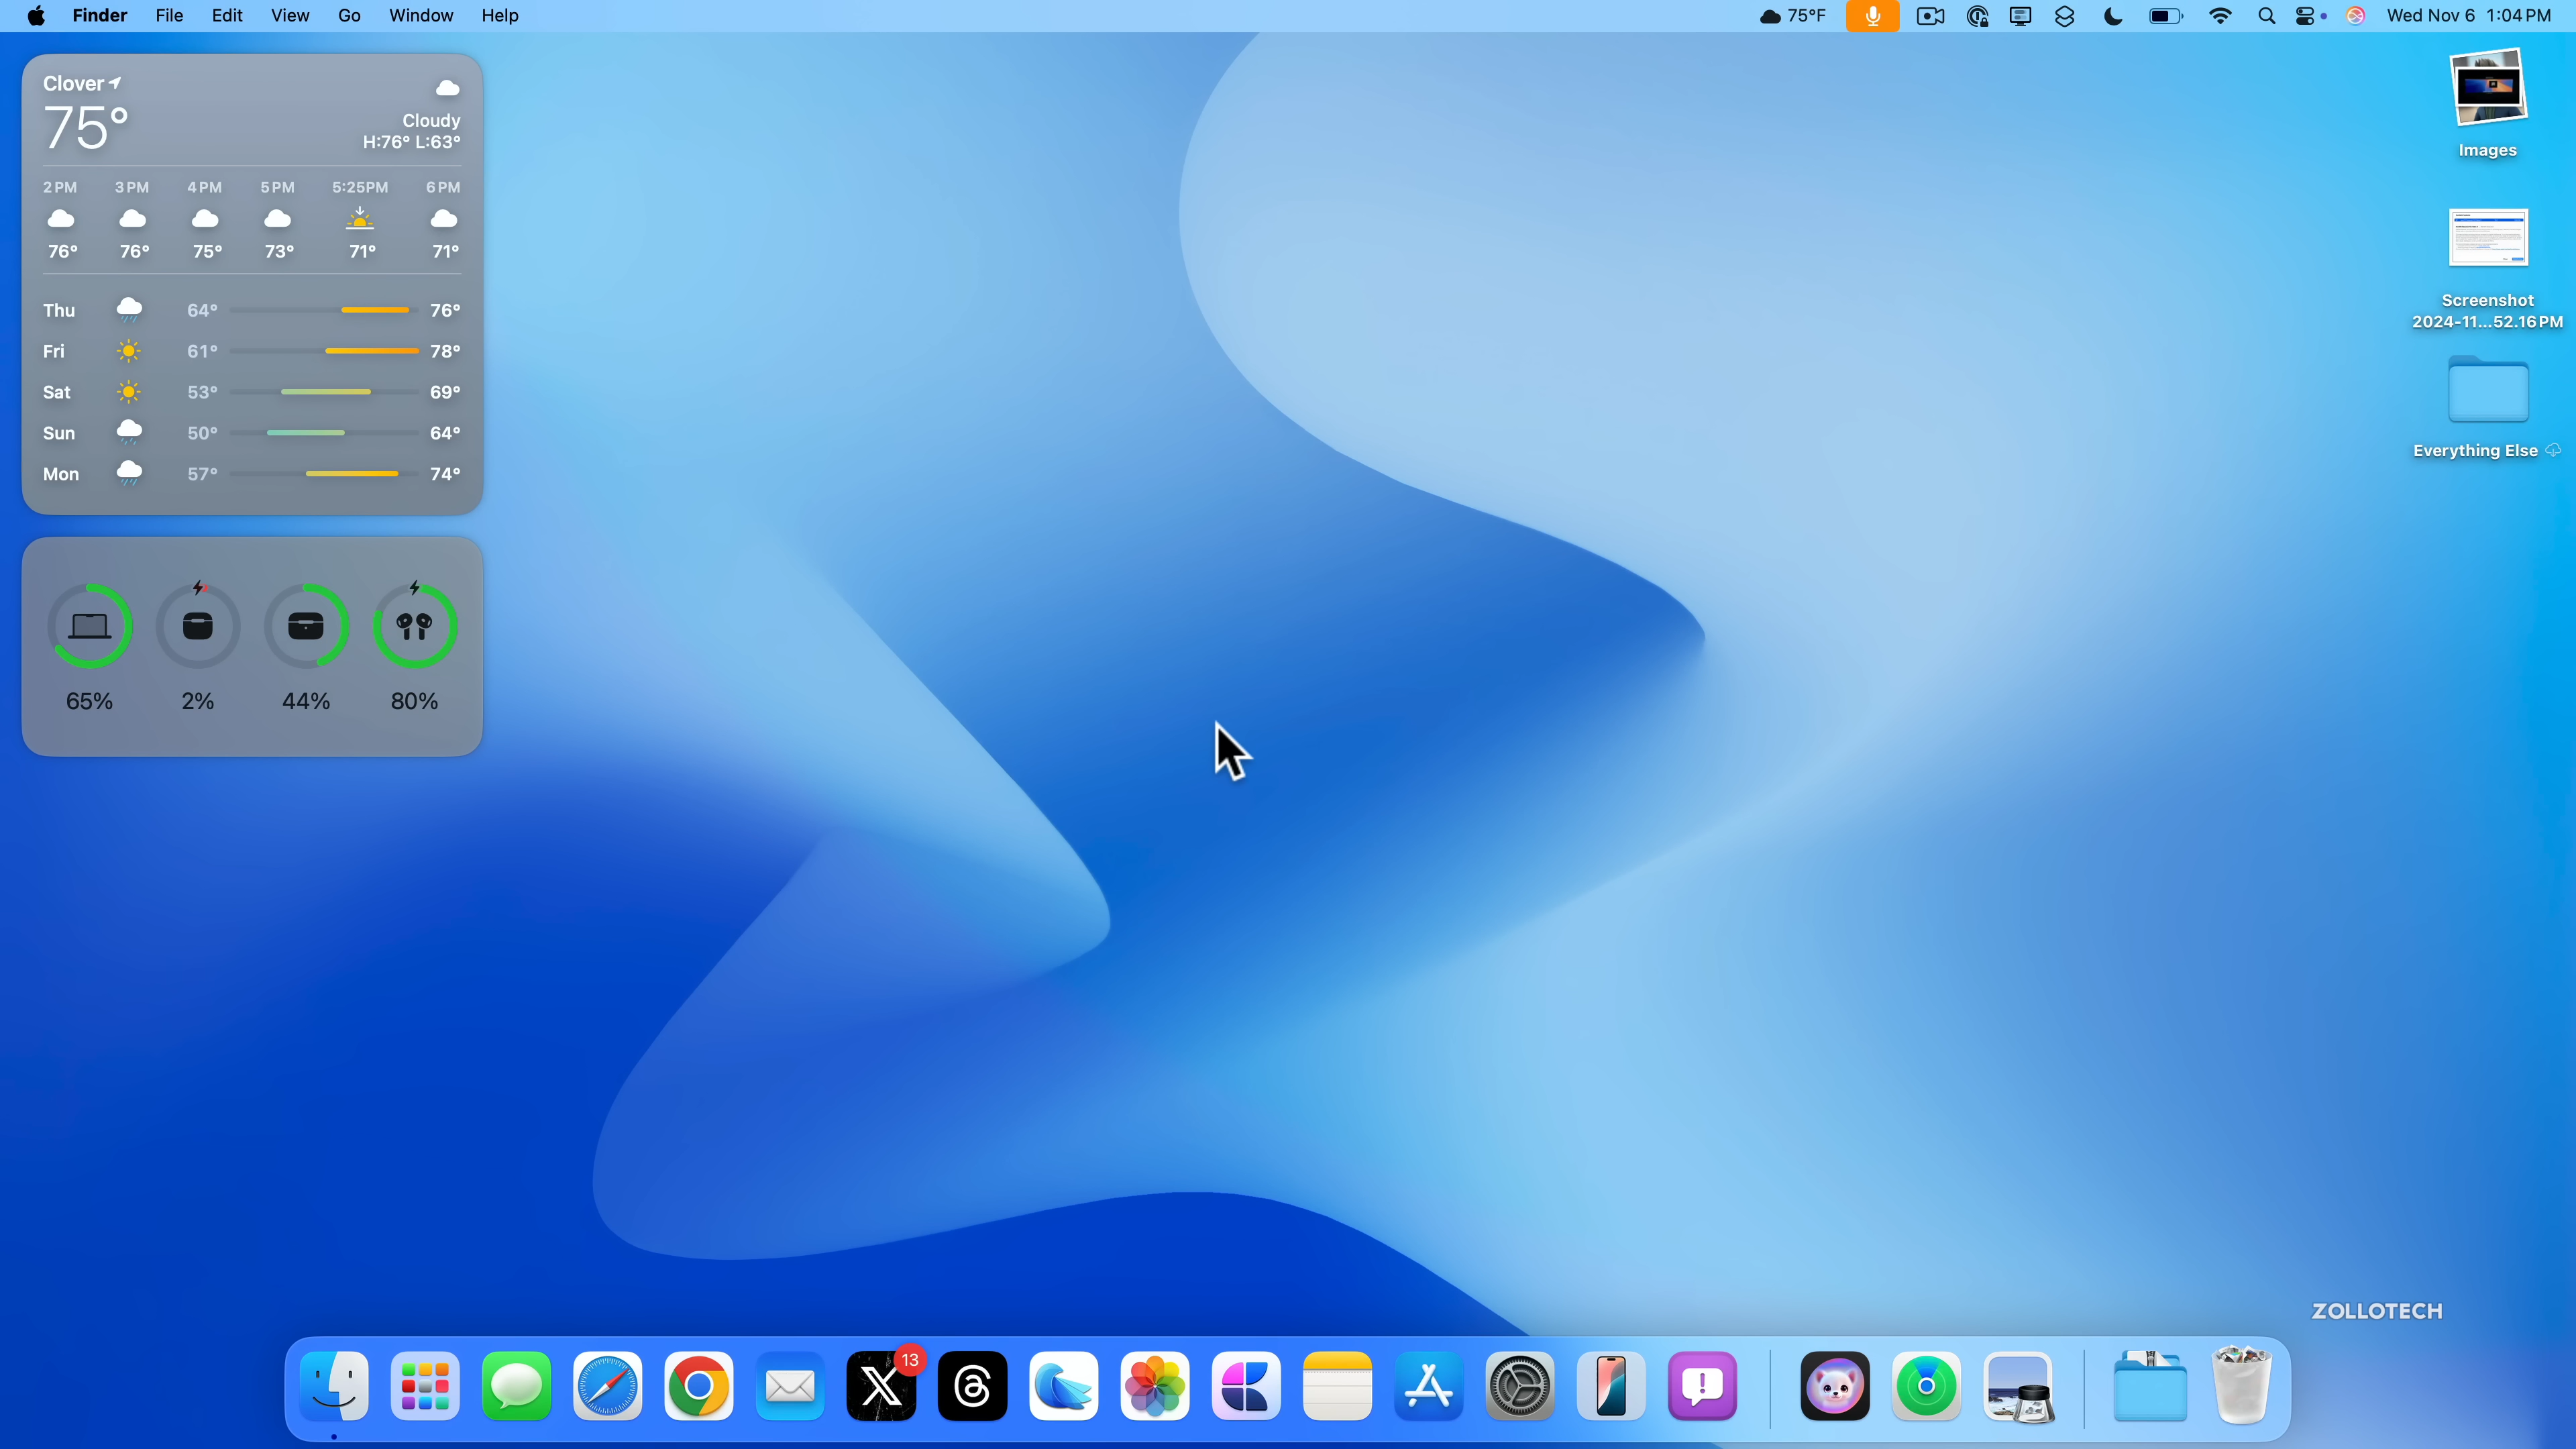 Finder File Edit View Go Window Help
75°F
Wed Nov 6 1:04 PM
Clover
75°
Cloudy
H:76° L:63°
2 PM 3 PM 4 PM 5 PM 5:25PM 6 PM
76° 76° 75° 73° 71° 71°
Thu 64° 76°
Fri 61° 78°
Sat 53° 69°
Sun 50° 64°
Mon 57° 74°
65% 2% 44% 80%
Images
Screenshot
2024-11...52.16 PM
Everything Else
ZOLLOTECH
13